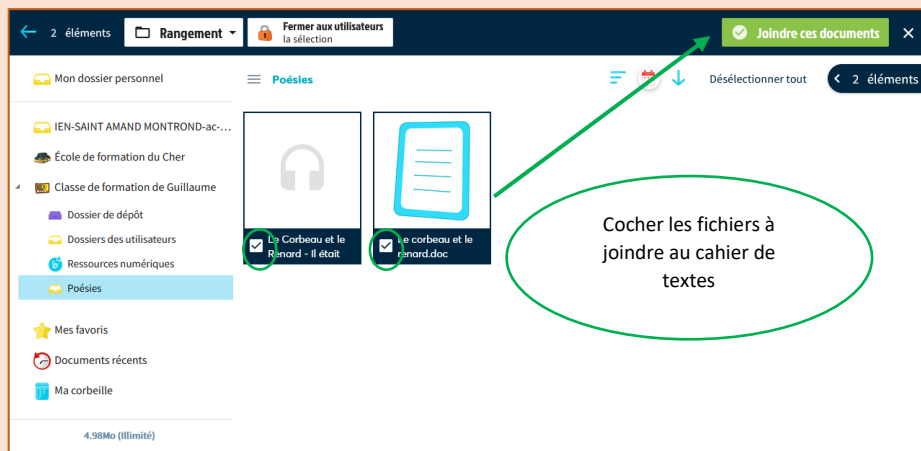 2 éléments
Rangement
Fermer aux utilisateurs
la sélection
Joindre ces documents
Mon dossier personnel
Poésies
Désélectionner tout
2 éléments
IEN-SAINT AMAND MONTROND-ac-...
École de formation du Cher
Classe de formation de Guillaume
Dossier de dépôt
Dossiers des utilisateurs
Ressources numériques
Poésies
Mes favoris
Documents récents
Ma corbeille
4.98Mo (Illimité)
Le Corbeau et le
Renard - Il était
Le corbeau et le
renard.doc
Cocher les fichiers à
joindre au cahier de
textes